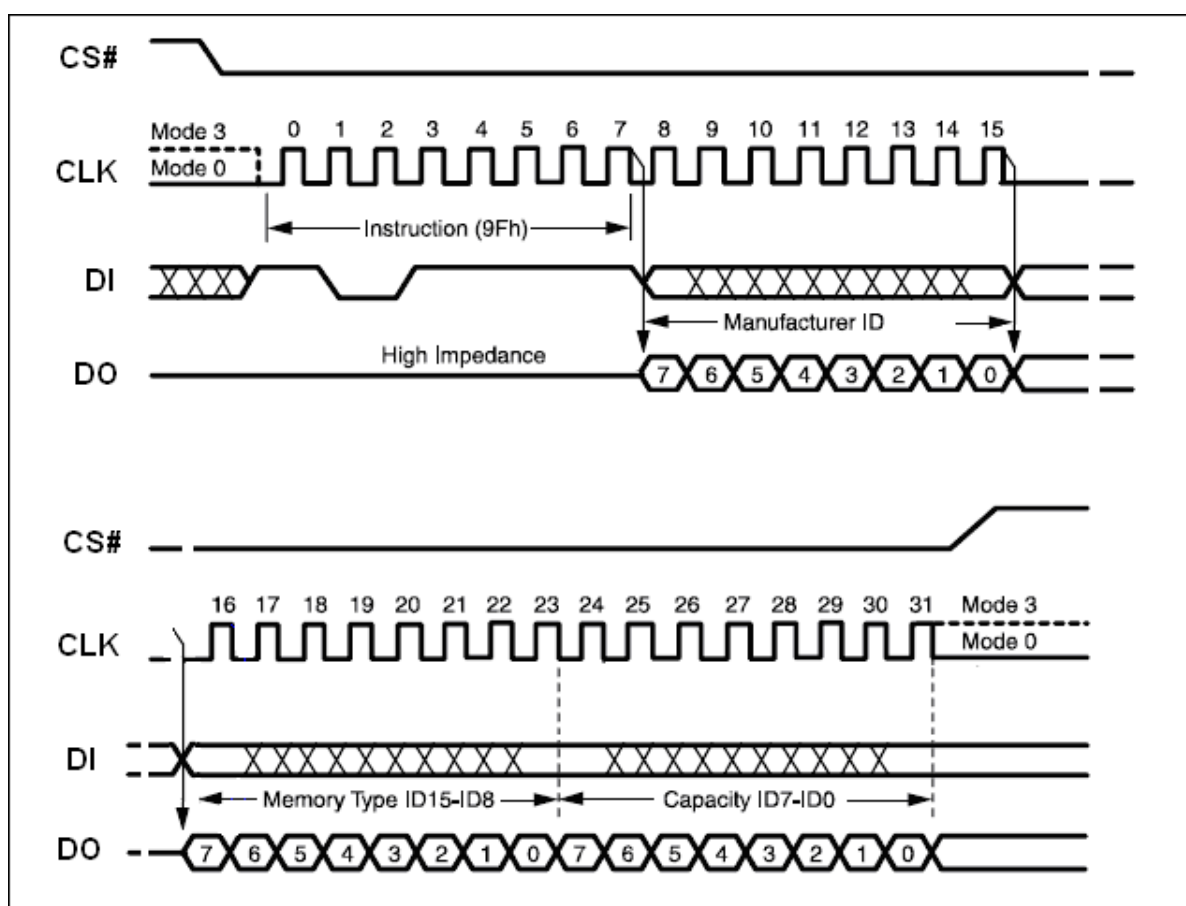 CS#
Mode 3
0 1 2 3 4 5 6 7 8 9 10 11 12 13 14 15
CLK
Mode 0
Instruction (9Fh)
DI
Manufacturer ID
High Impedance
DO
7 6 5 4 3 2 1 0
CS#
16 17 18 19 20 21 22 23 24 25 26 27 28 29 30 31
Mode 3
CLK
Mode 0
DI
Memory Type ID15-ID8
Capacity ID7-ID0
DO
7 6 5 4 3 2 1 0 7 6 5 4 3 2 1 0